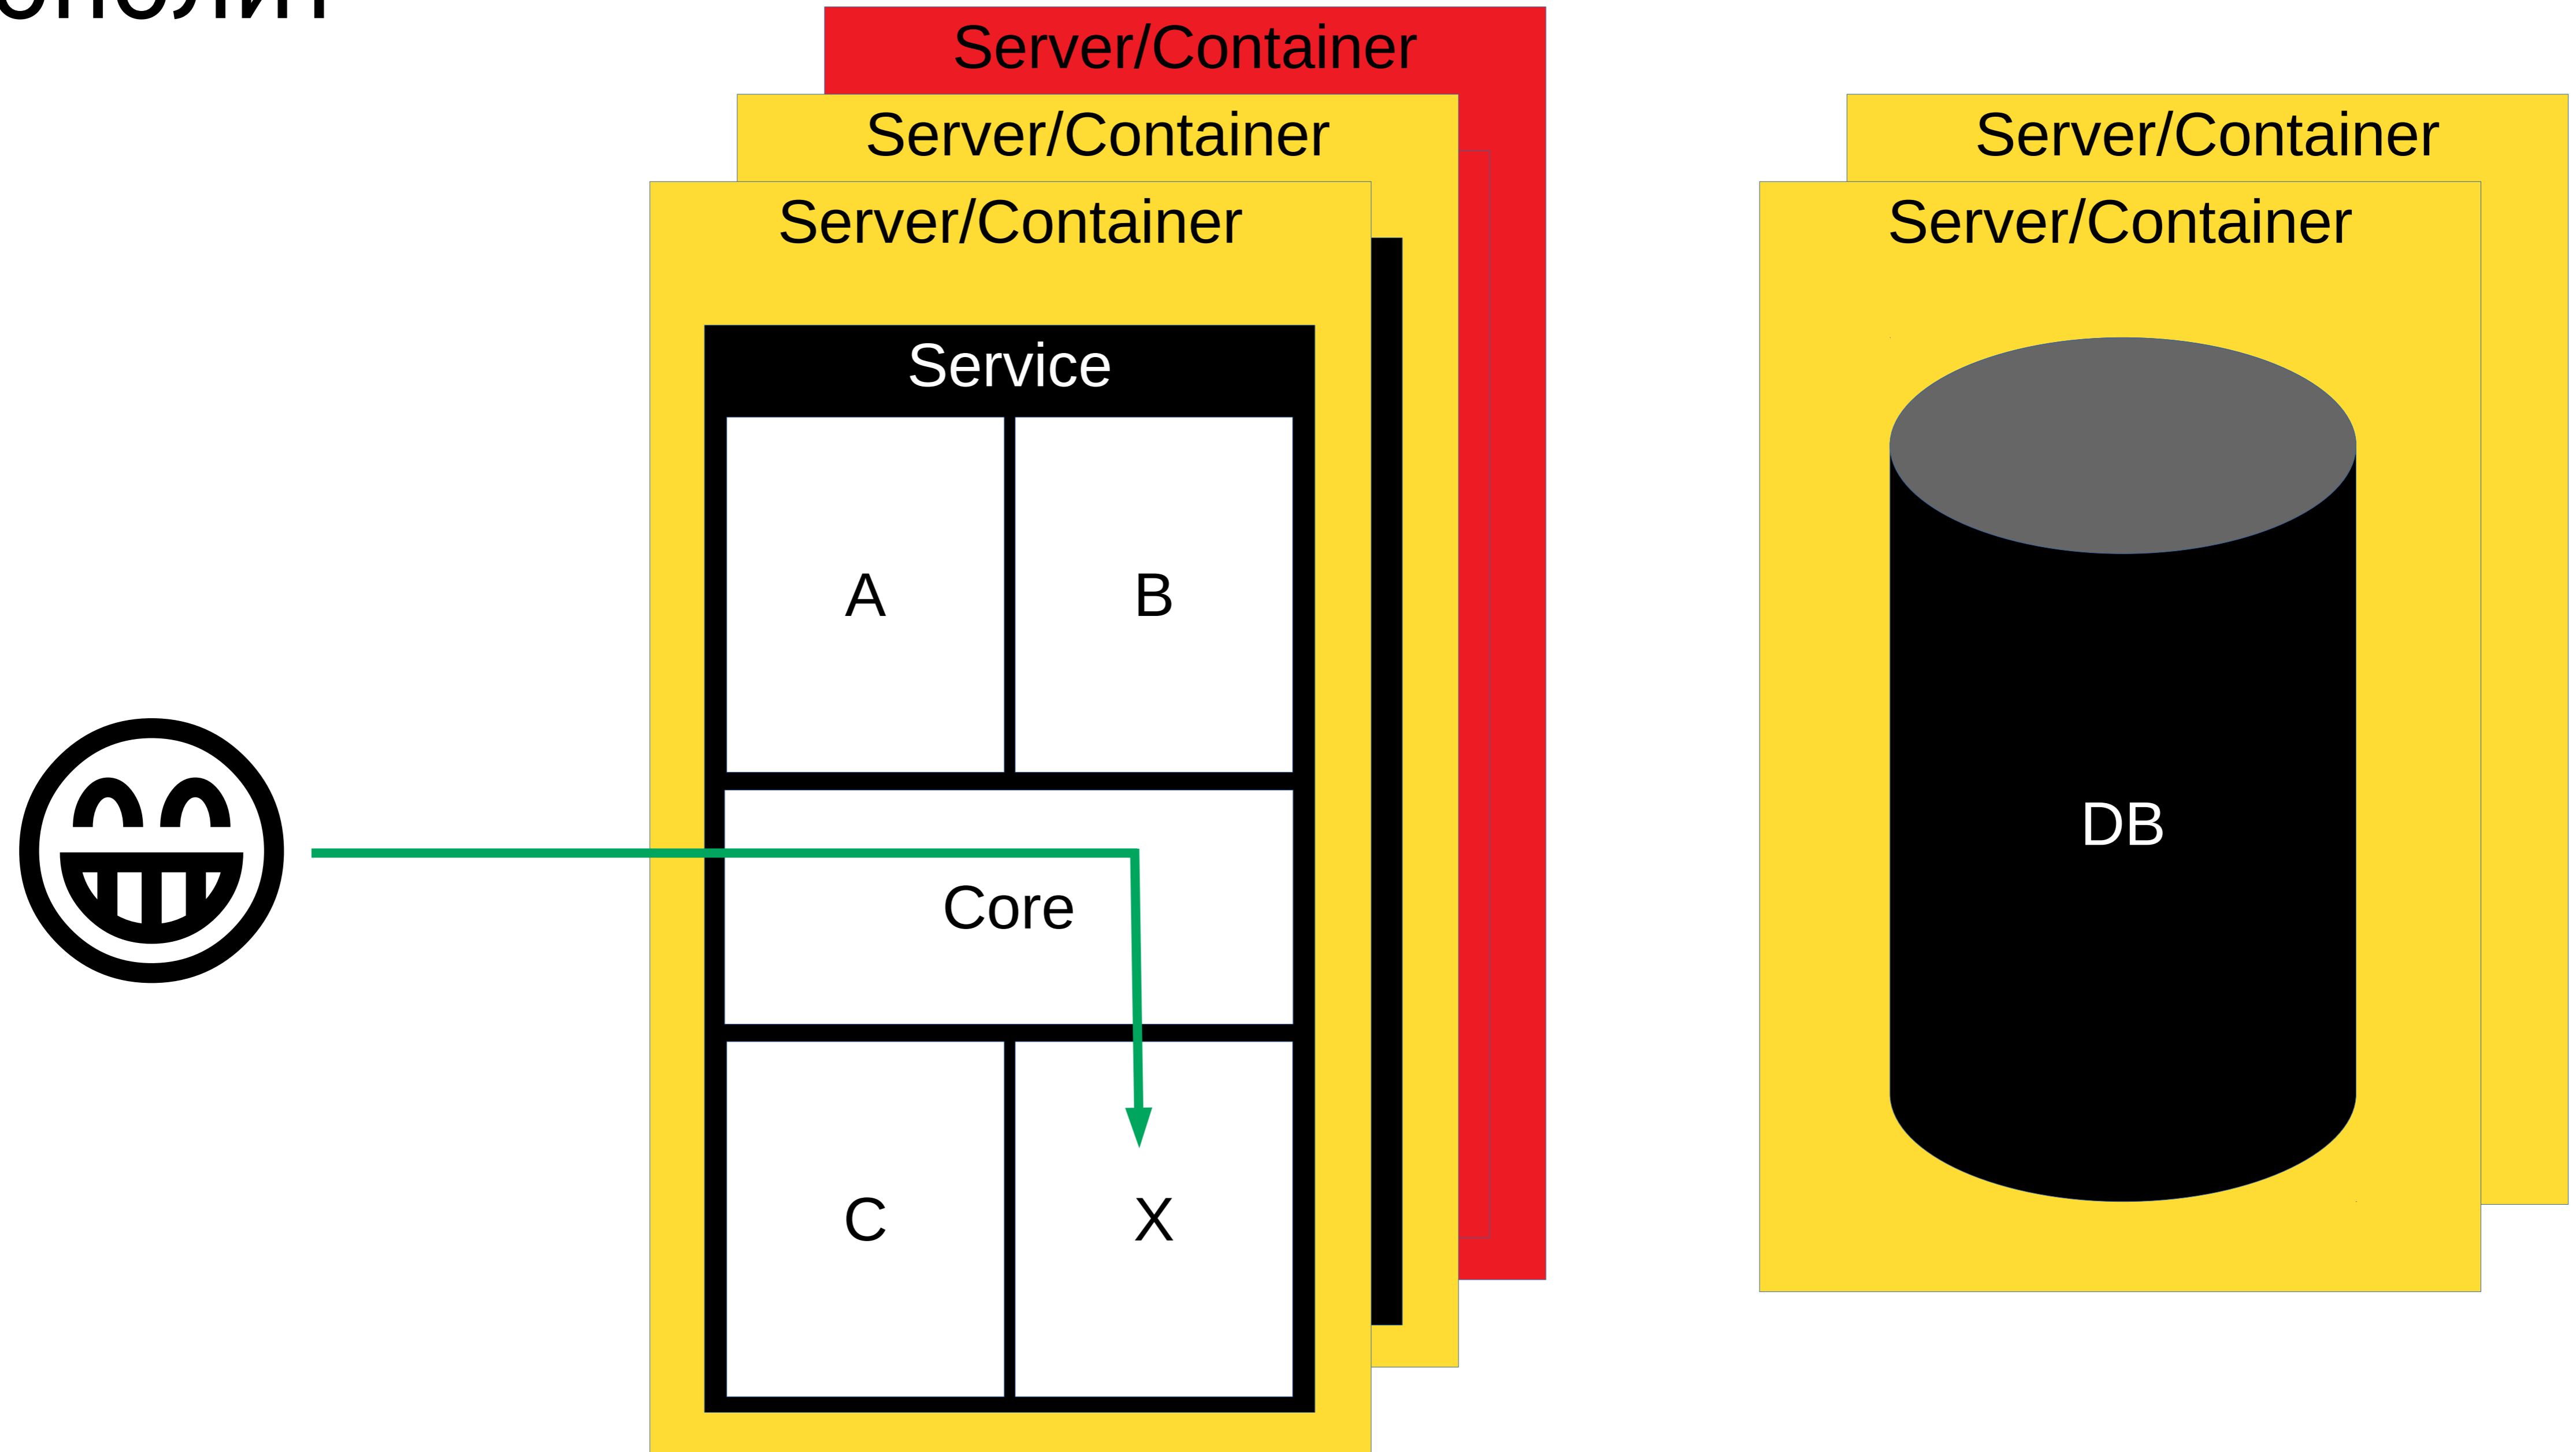 Server/Container
Server/Container
Server/Container
Server/Container
Server/Container
Service
A
B
DB
Core
C
X